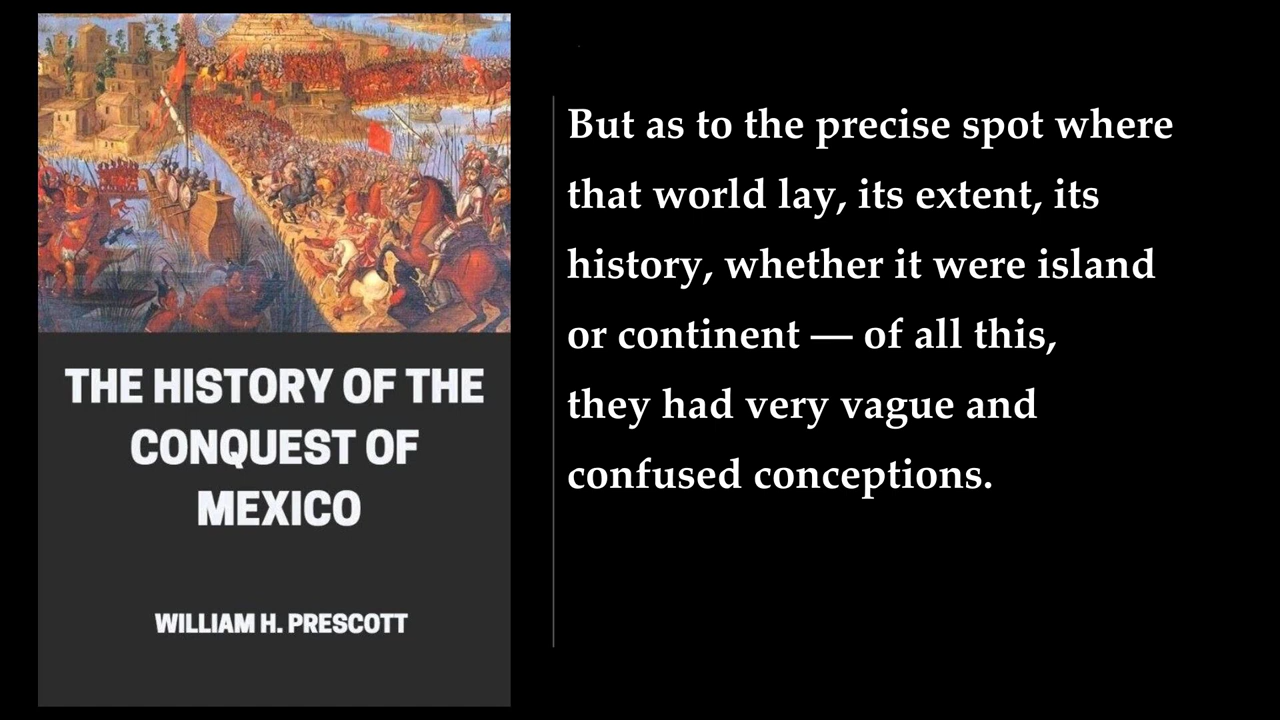 THE HISTORY OF THE
CONQUEST OF
MEXICO
WILLIAM H. PRESCOTT
But as to the precise spot where
that world lay, its extent, its
history, whether it were island
or continent — of all this,
they had very vague and
confused conceptions.